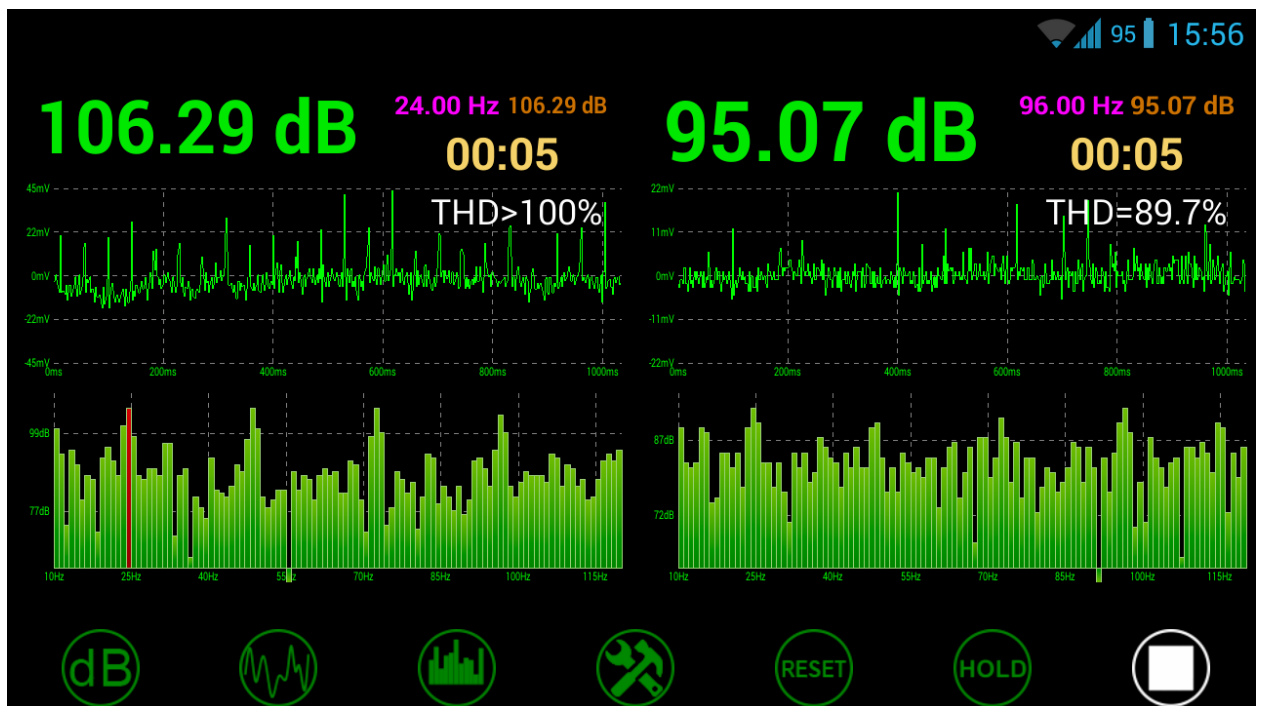 95 15:56
106.29 dB 24.00 Hz 106.29 dB
00:05
95.07 dB 96.00 Hz 95.07 dB
00:05
45mV
THD>100%
22mV
0mV
-22mV
-45mV
0ms 200ms 400ms 600ms 800ms 1000ms
22mV
THD=89.7%
11mV
0mV
-11mV
-22mV
0ms 200ms 400ms 600ms 800ms 1000ms
99dB
77dB
10Hz 25Hz 40Hz 55Hz 70Hz 85Hz 100Hz 115Hz
87dB
72dB
10Hz 25Hz 40Hz 55Hz 70Hz 85Hz 100Hz 115Hz
dB RESET HOLD